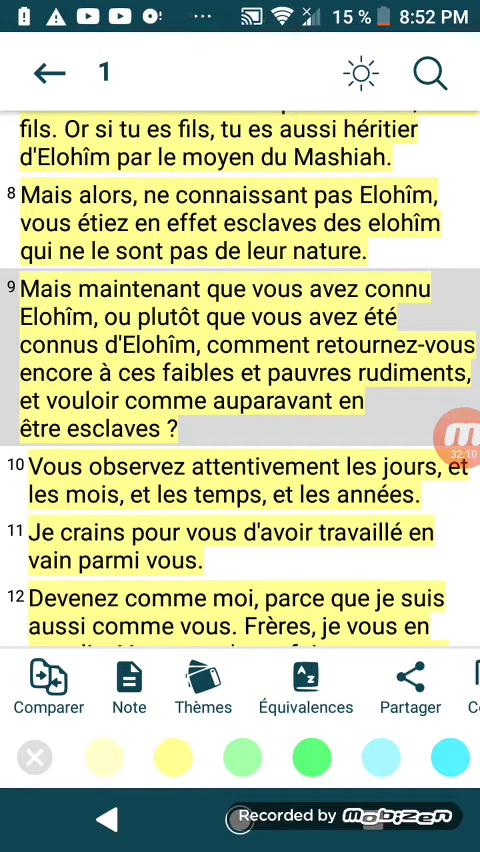 15 % 8:52 PM
1
fils. Or si tu es fils, tu es aussi héritier
d'Elohîm par le moyen du Mashiah.
8 Mais alors, ne connaissant pas Elohîm,
vous étiez en effet esclaves des elohîm
qui ne le sont pas de leur nature.
9 Mais maintenant que vous avez connu
Elohîm, ou plutôt que vous avez été
connus d'Elohîm, comment retournez-vous
encore à ces faibles et pauvres rudiments,
et vouloir comme auparavant en
être esclaves ?
32:10
10 Vous observez attentivement les jours, et
les mois, et les temps, et les années.
11 Je crains pour vous d'avoir travaillé en
vain parmi vous.
12 Devenez comme moi, parce que je suis
aussi comme vous. Frères, je vous en
Comparer Note Thèmes Équivalences Partager
Recorded by Mobizen